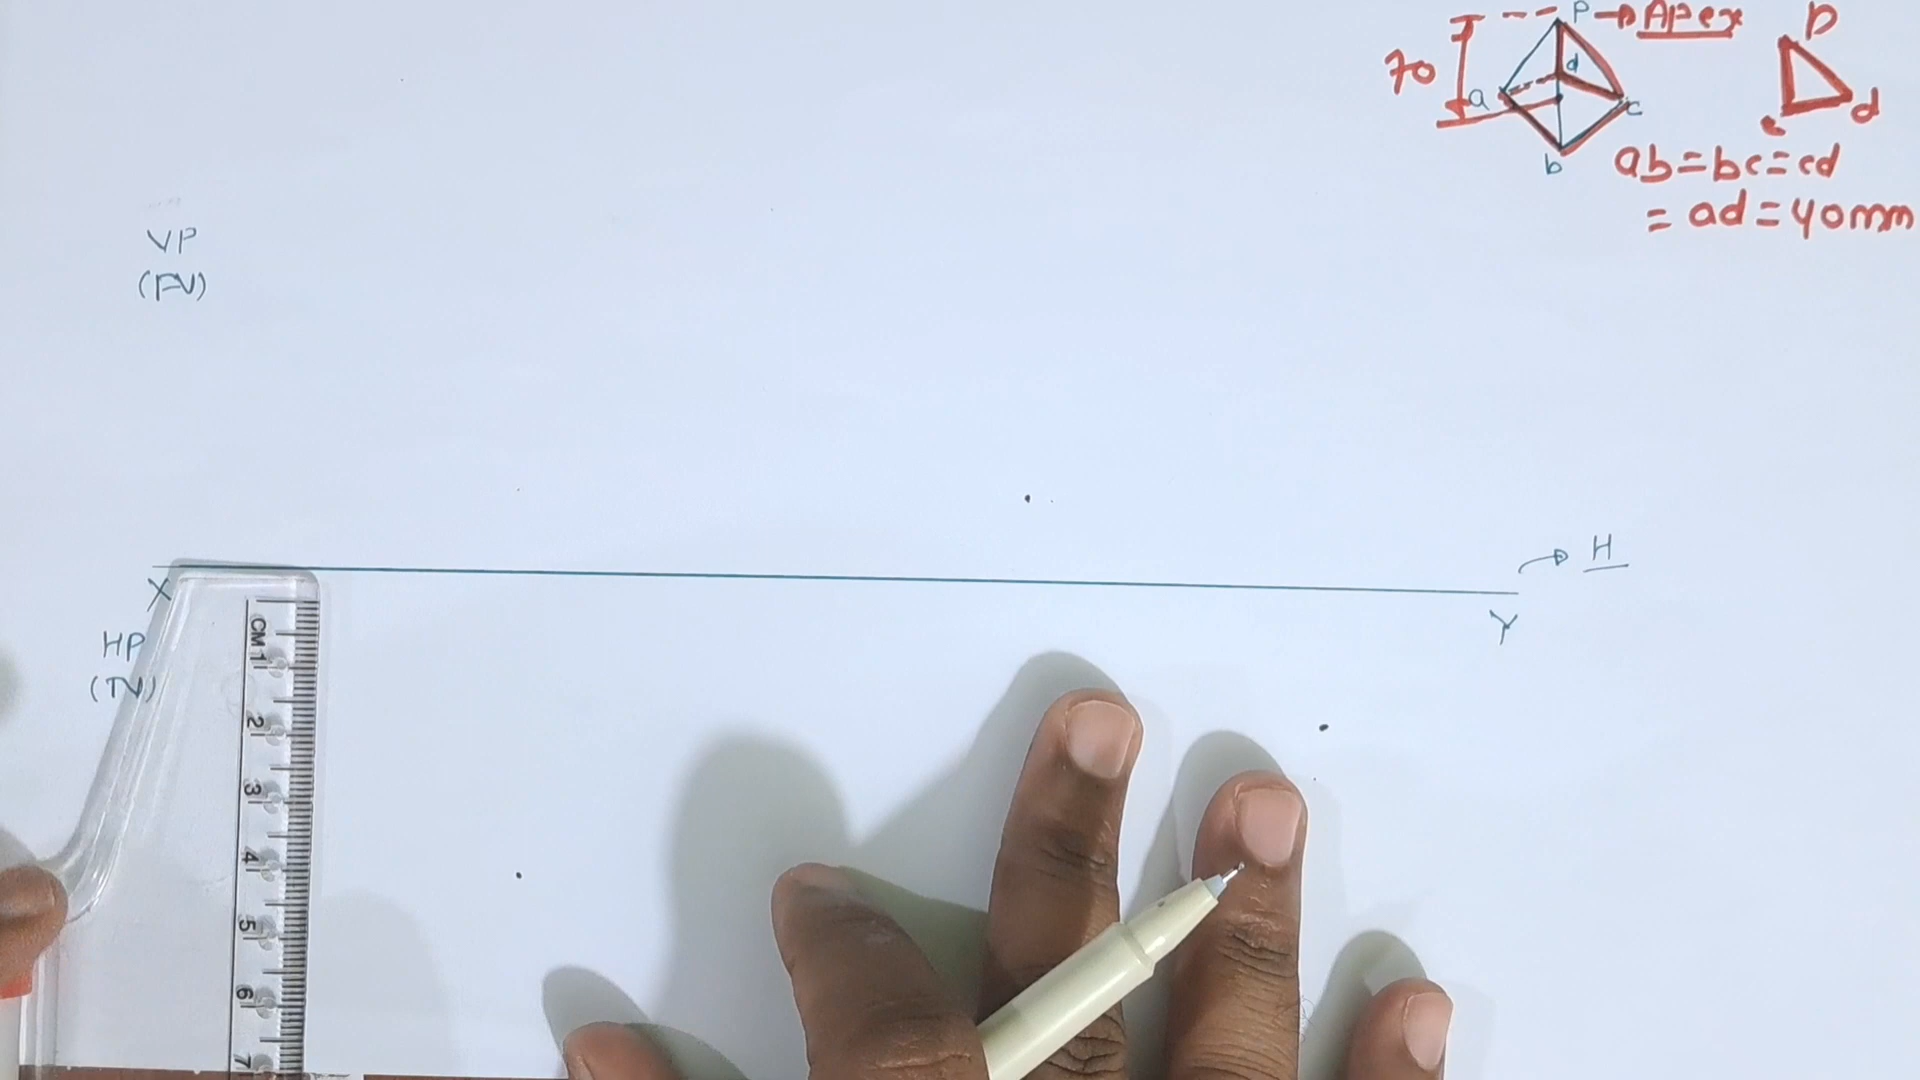 P → Apex
70
d
a
c
b
P
d
c
ab=bc=cd
=ad=40mm
VP
(FV)
H
X
Y
HP
(TV)
CM 1
2
3
4
5
6
7